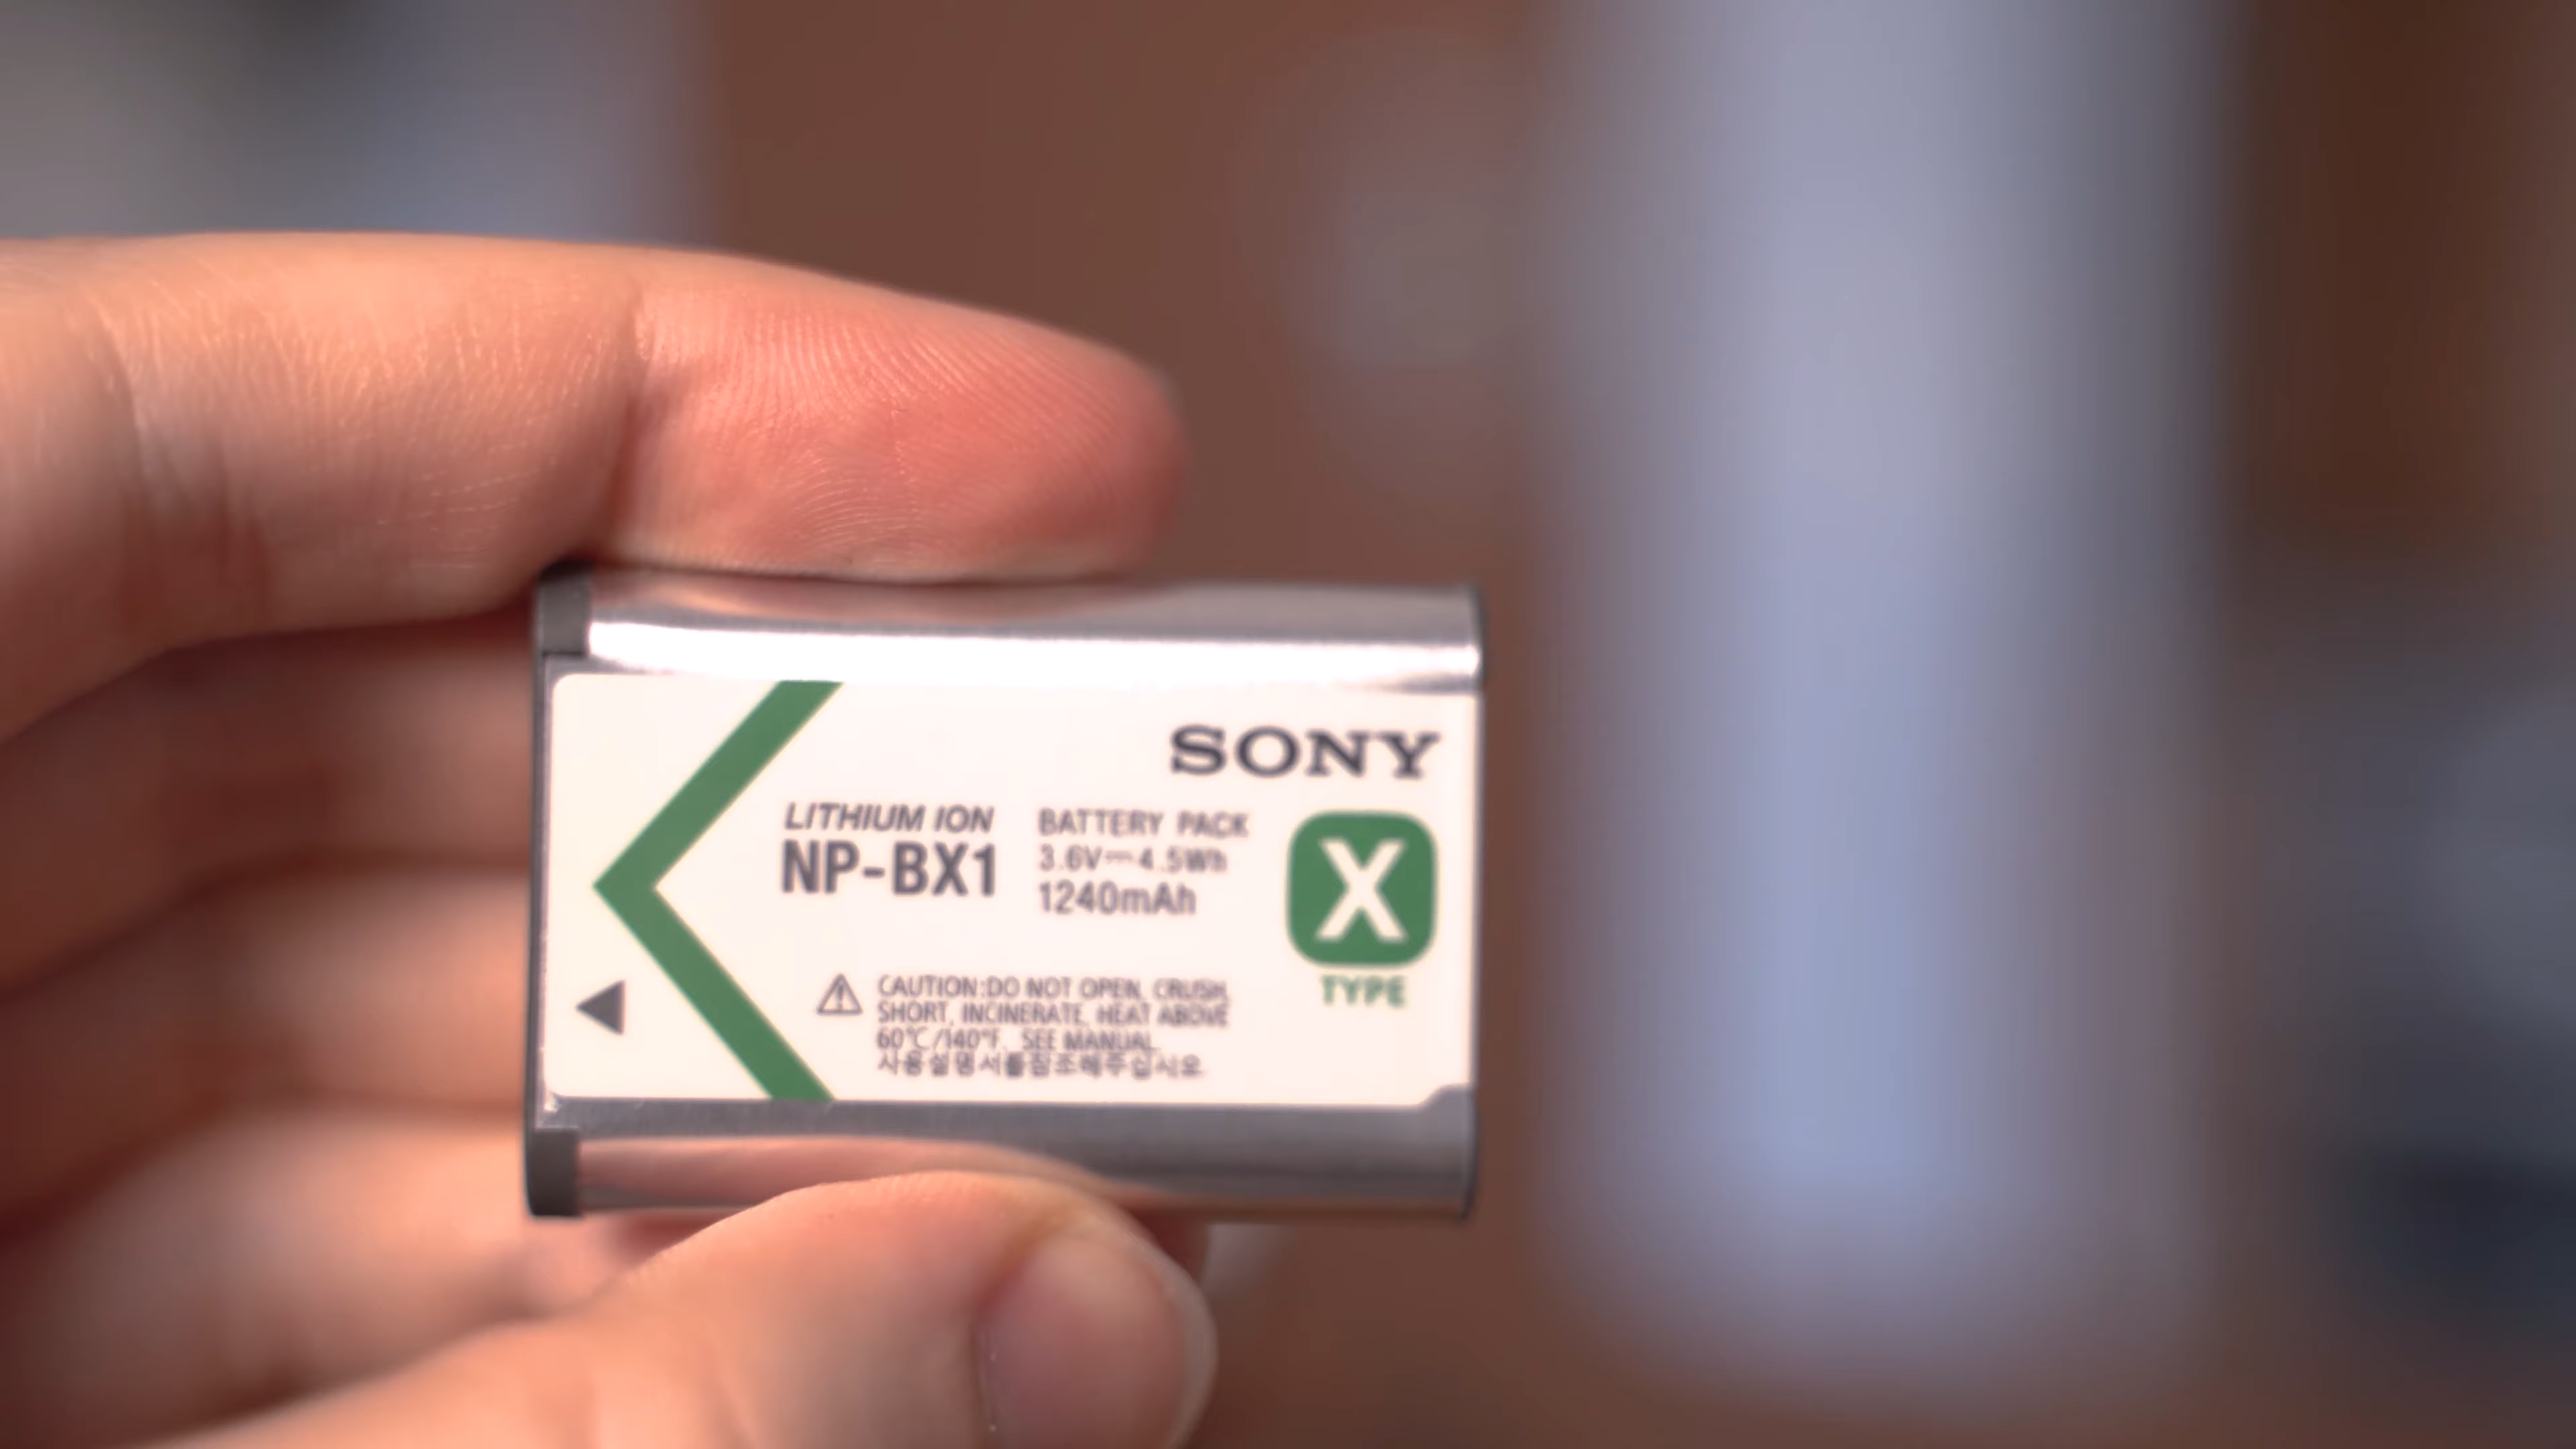 SONY
LITHIUM ION
NP-BX1
BATTERY PACK
3.6V⎓4.5Wh
1240mAh
X
TYPE
⚠ CAUTION:DO NOT OPEN, CRUSH,
SHORT, INCINERATE, HEAT ABOVE
60℃/140°F. SEE MANUAL.
사용설명서를참조해주십시오.